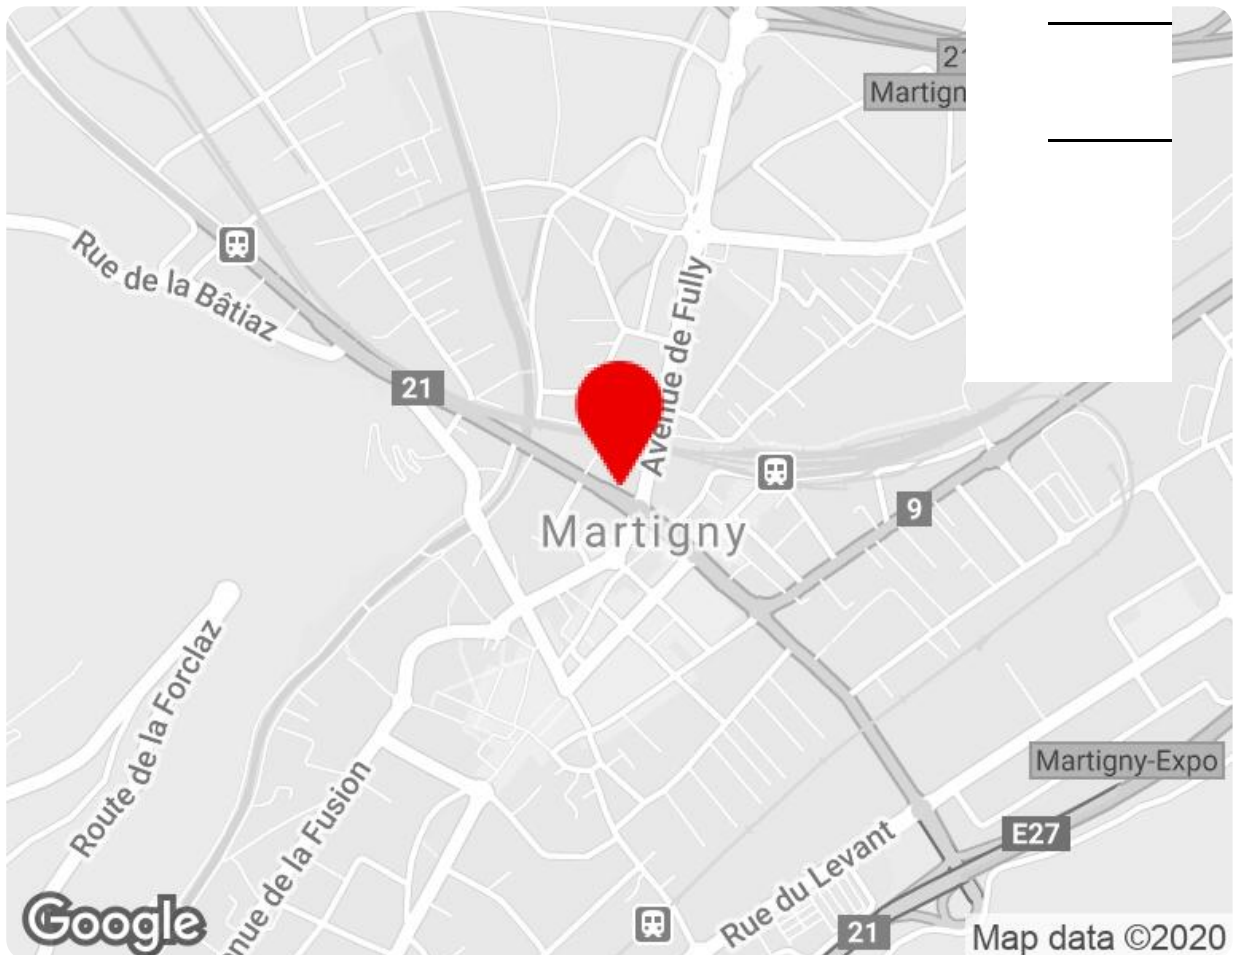 21
Martign
Rue de la Bâtiaz
Avenue de Fully
21
9
Martigny
Route de la Forclaz
nue de la Fusion
Martigny-Expo
E27
Rue du Levant
21
Google
Map data ©2020